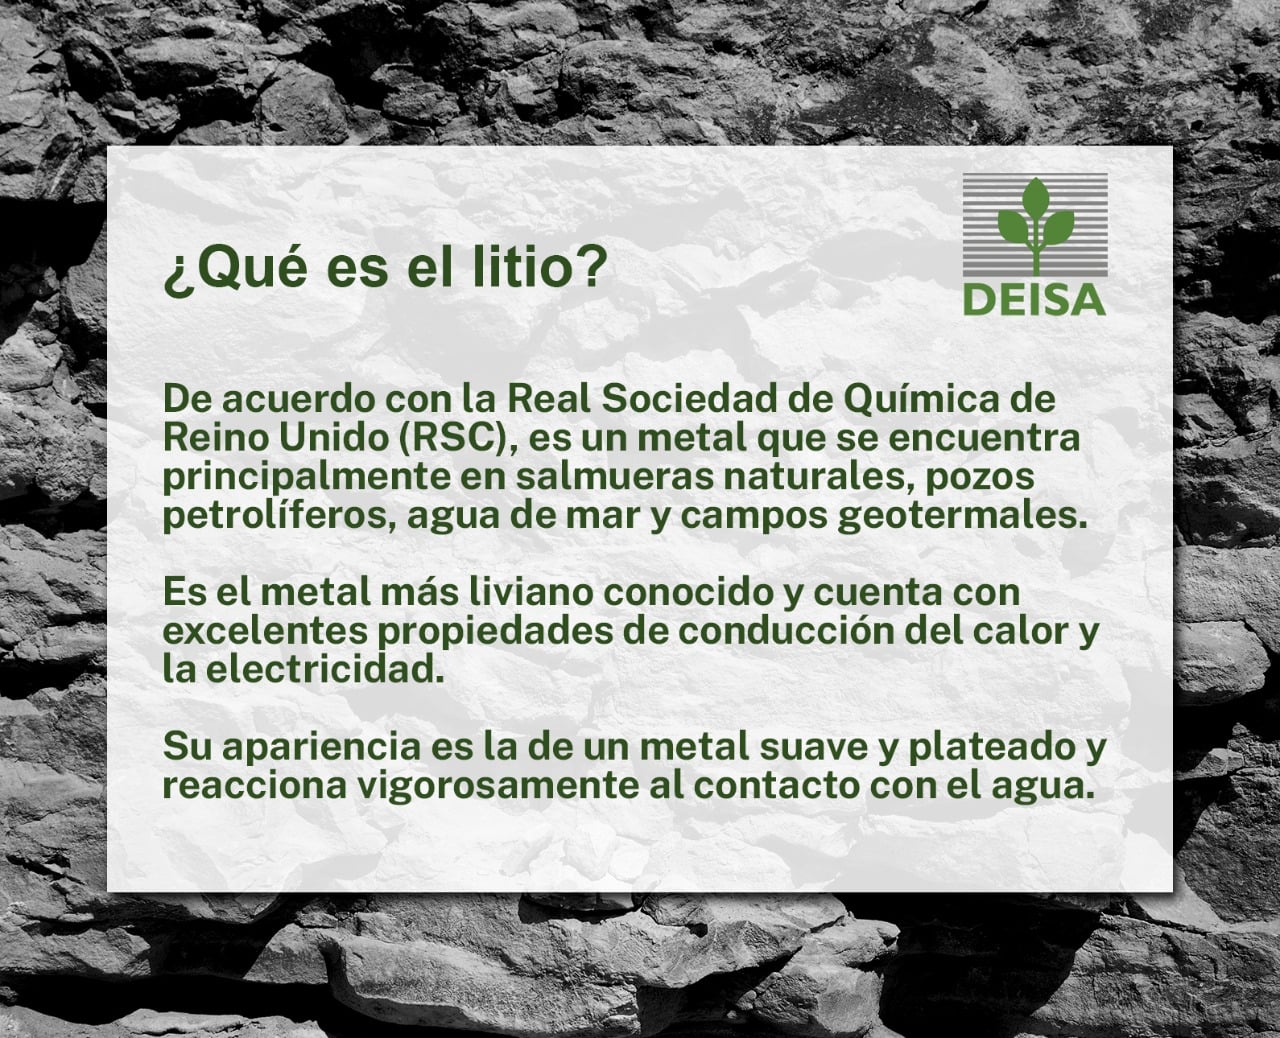 ¿Qué es el litio?
DEISA
De acuerdo con la Real Sociedad de Química de
Reino Unido (RSC), es un metal que se encuentra
principalmente en salmueras naturales, pozos
petrolíferos, agua de mar y campos geotermales.
Es el metal más liviano conocido y cuenta con
excelentes propiedades de conducción del calor y
la electricidad.
Su apariencia es la de un metal suave y plateado y
reacciona vigorosamente al contacto con el agua.